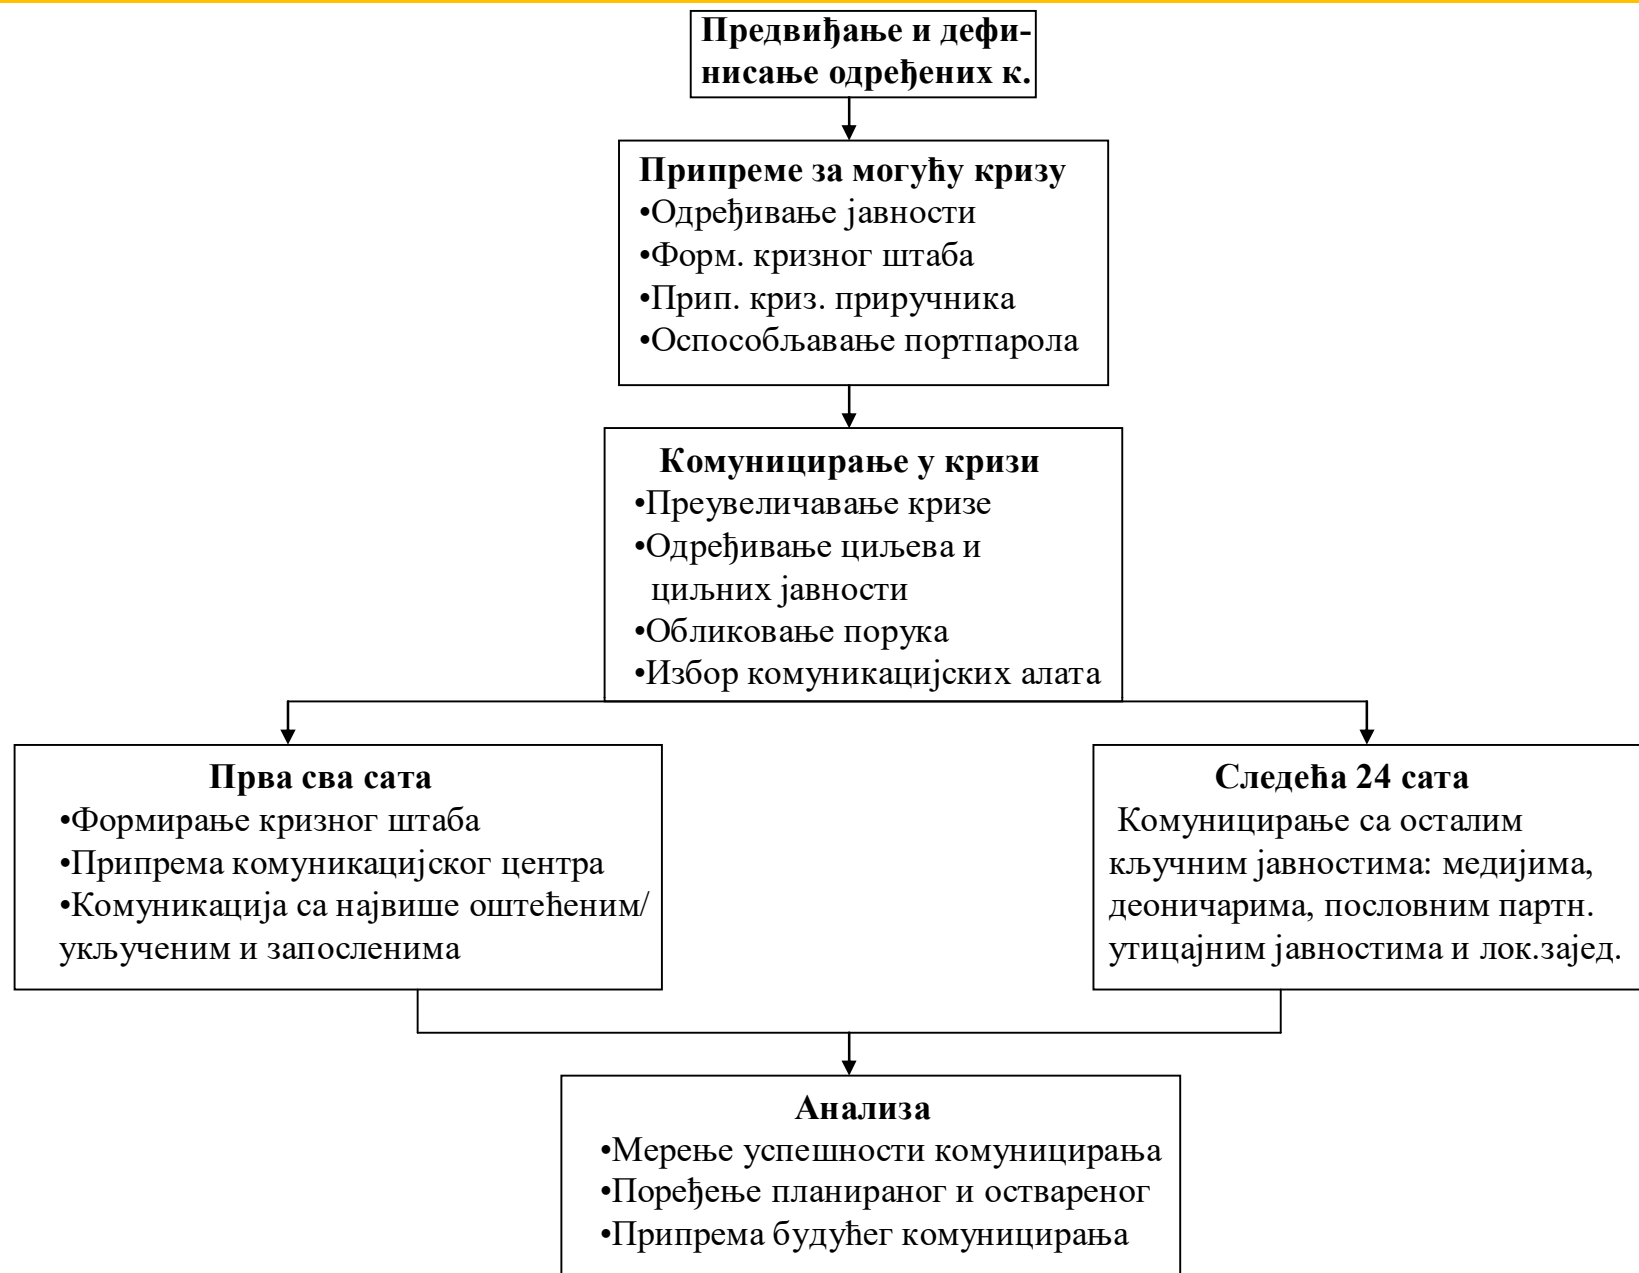 Предвиђање и дефи-
нисање одређених к.
Припреме за могућу кризу
•Одређивање јавности
•Форм. кризног штаба
•Прип. криз. приручника
•Оспособљавање портпарола
Комуницирање у кризи
•Преувеличавање кризе
•Одређивање циљева и
циљних јавности
•Обликовање порука
•Избор комуникацијских алата
Прва сва сата
•Формирање кризног штаба
•Припрема комуникацијског центра
•Комуникација са највише оштећеним/
укљученим и запосленима
Следећа 24 сата
Комуницирање са осталим
кључним јавностима: медијима,
деоничарима, пословним партн.
утицајним јавностима и лок.зајед.
Анализа
•Мерење успешности комуницирања
•Поређење планираног и оствареног
•Припрема будућег комуницирања